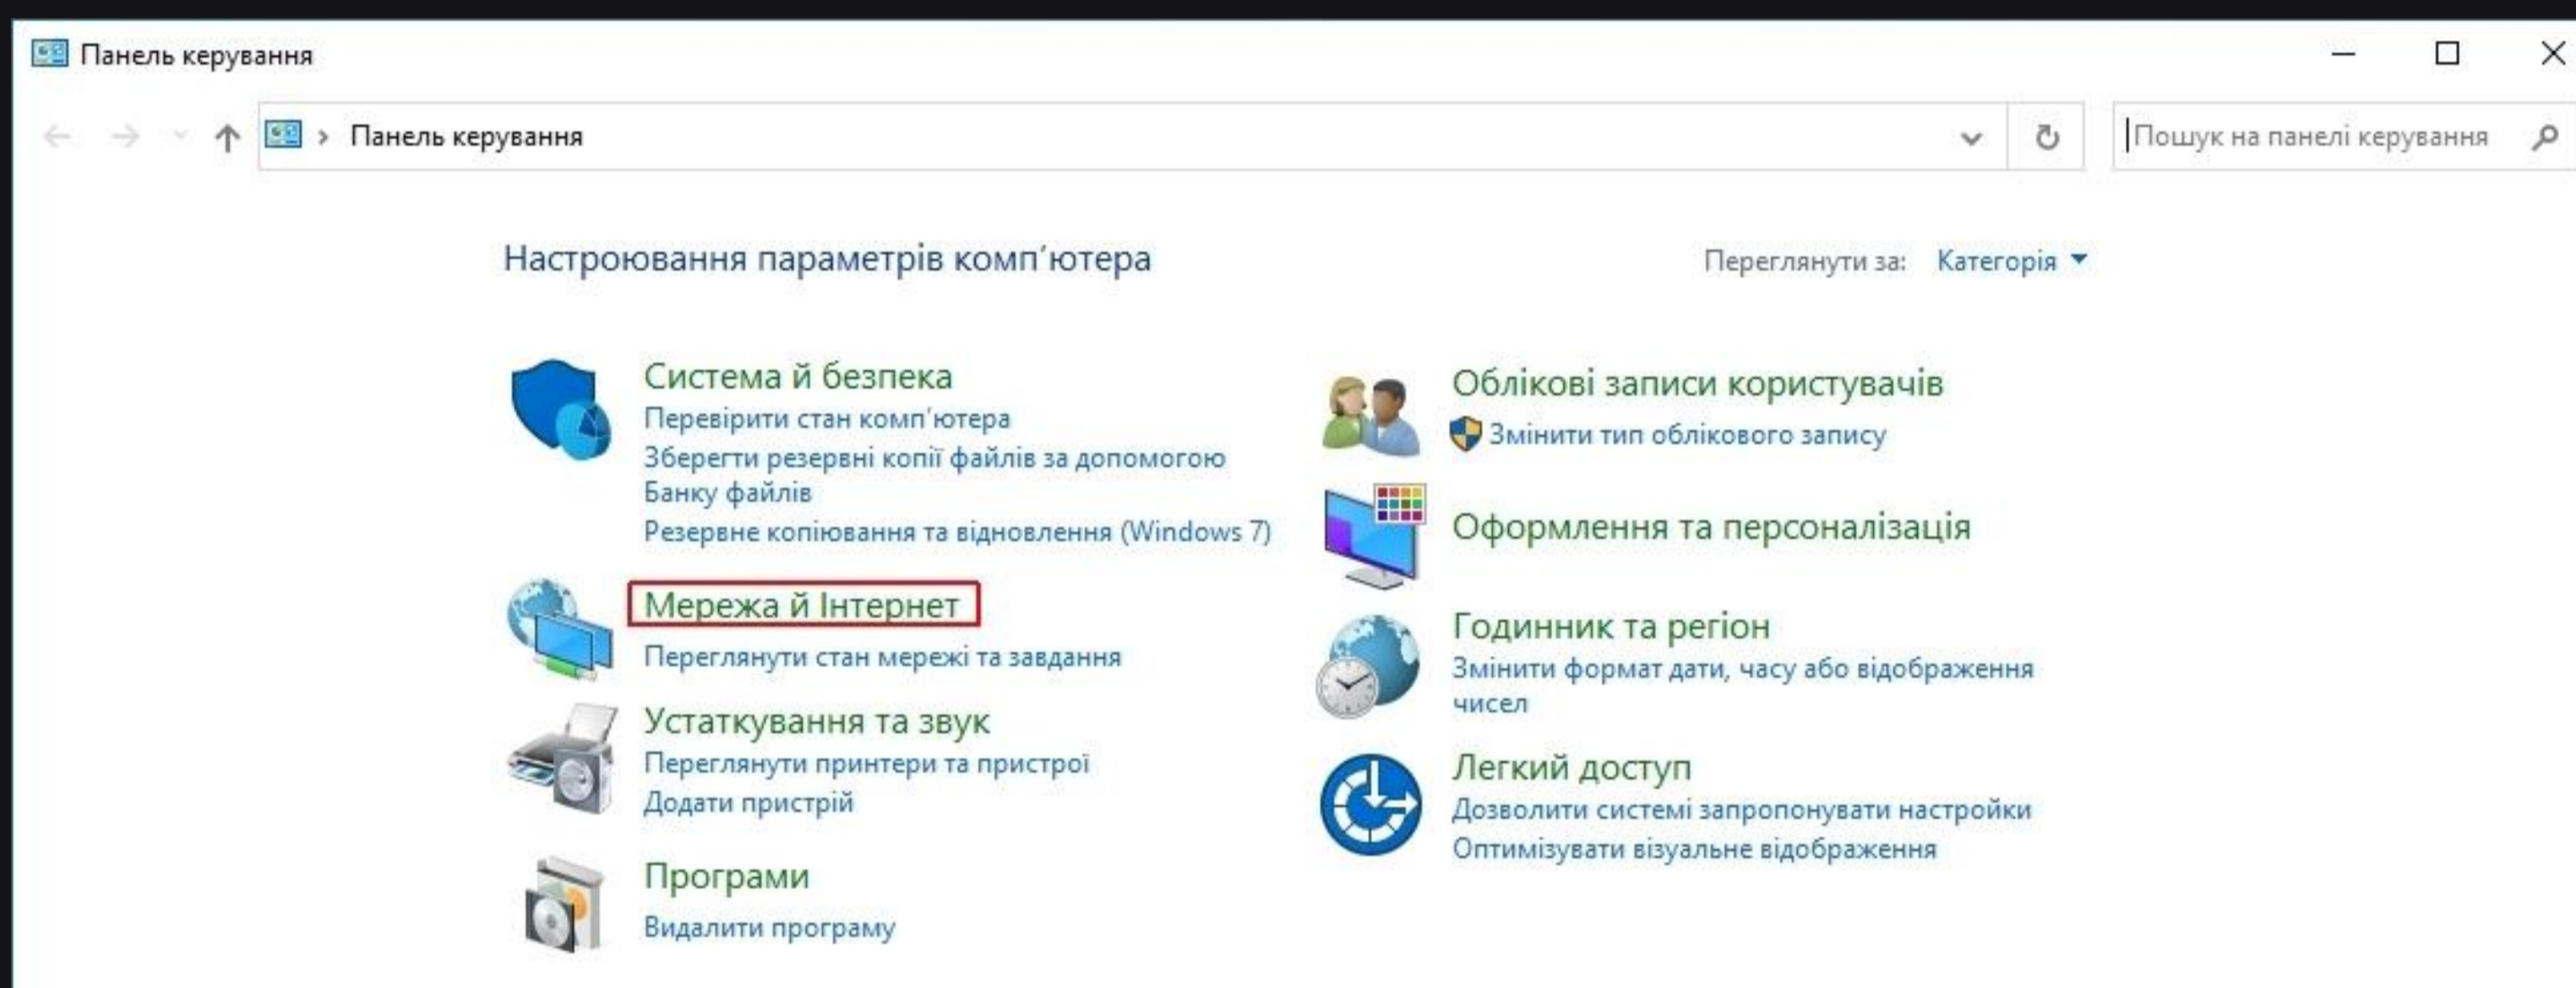 Панель керування
Панель керування
Пошук на панелі керування
Настроювання параметрів комп'ютера
Переглянути за: Категорія
Система й безпека
Перевірити стан комп'ютера
Зберегти резервні копії файлів за допомогою
Банку файлів
Резервне копіювання та відновлення (Windows 7)
Мережа й Інтернет
Переглянути стан мережі та завдання
Устаткування та звук
Переглянути принтери та пристрої
Додати пристрій
Програми
Видалити програму
Облікові записи користувачів
Змінити тип облікового запису
Оформлення та персоналізація
Годинник та регіон
Змінити формат дати, часу або відображення
чисел
Легкий доступ
Дозволити системі запропонувати настройки
Оптимізувати візуальне відображення